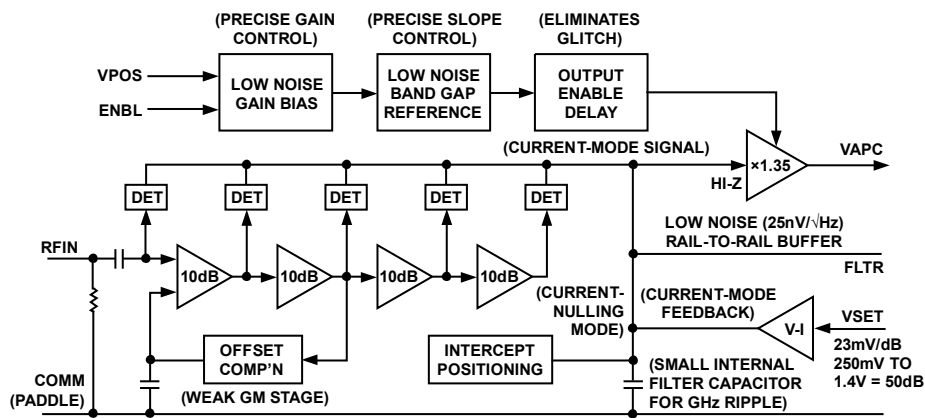 (PRECISE GAIN
CONTROL)
(PRECISE SLOPE
CONTROL)
(ELIMINATES
GLITCH)
VPOS
ENBL
LOW NOISE
GAIN BIAS
LOW NOISE
BAND GAP
REFERENCE
OUTPUT
ENABLE
DELAY
(CURRENT-MODE SIGNAL)
×1.35
HI-Z
VAPC
DET
DET
DET
DET
DET
LOW NOISE (25nV/√Hz)
RAIL-TO-RAIL BUFFER
FLTR
RFIN
10dB
10dB
10dB
10dB
(CURRENT-
NULLING
MODE)
(CURRENT-MODE
FEEDBACK)
V-I
VSET
23mV/dB
250mV TO
1.4V = 50dB
OFFSET
COMP'N
(WEAK GM STAGE)
INTERCEPT
POSITIONING
(SMALL INTERNAL
FILTER CAPACITOR
FOR GHz RIPPLE)
COMM
(PADDLE)